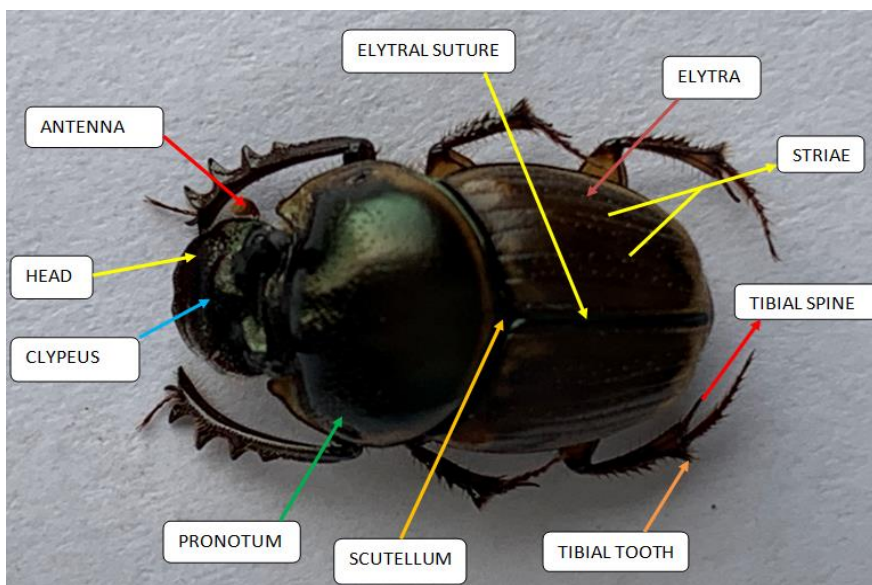 ELYTRAL SUTURE
ELYTRA
ANTENNA
STRIAE
HEAD
TIBIAL SPINE
CLYPEUS
PRONOTUM
SCUTELLUM
TIBIAL TOOTH